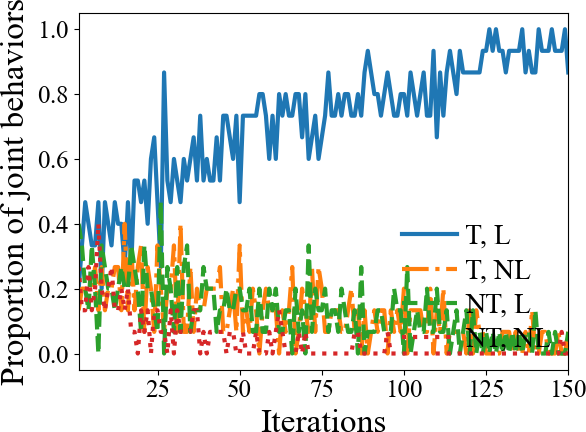 Proportion of joint behaviors
1.0
0.8
0.6
0.4
0.2
0.0
T, L
T, NL
NT, L
NT, NL
25 50 75 100 125 150
Iterations